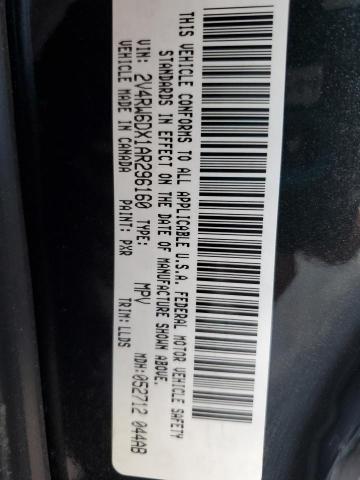 THIS VEHICLE CONFORMS TO ALL APPLICABLE U.S.A. FEDERAL MOTOR VEHICLE SAFETY
STANDARDS IN EFFECT ON THE DATE OF MANUFACTURE SHOWN ABOVE.
VIN: 2V4RW6DX1AR296160 TYPE: MPV MDH:052712 044AB
VEHICLE MADE IN CANADA PAINT: PXR TRIM: LLDS